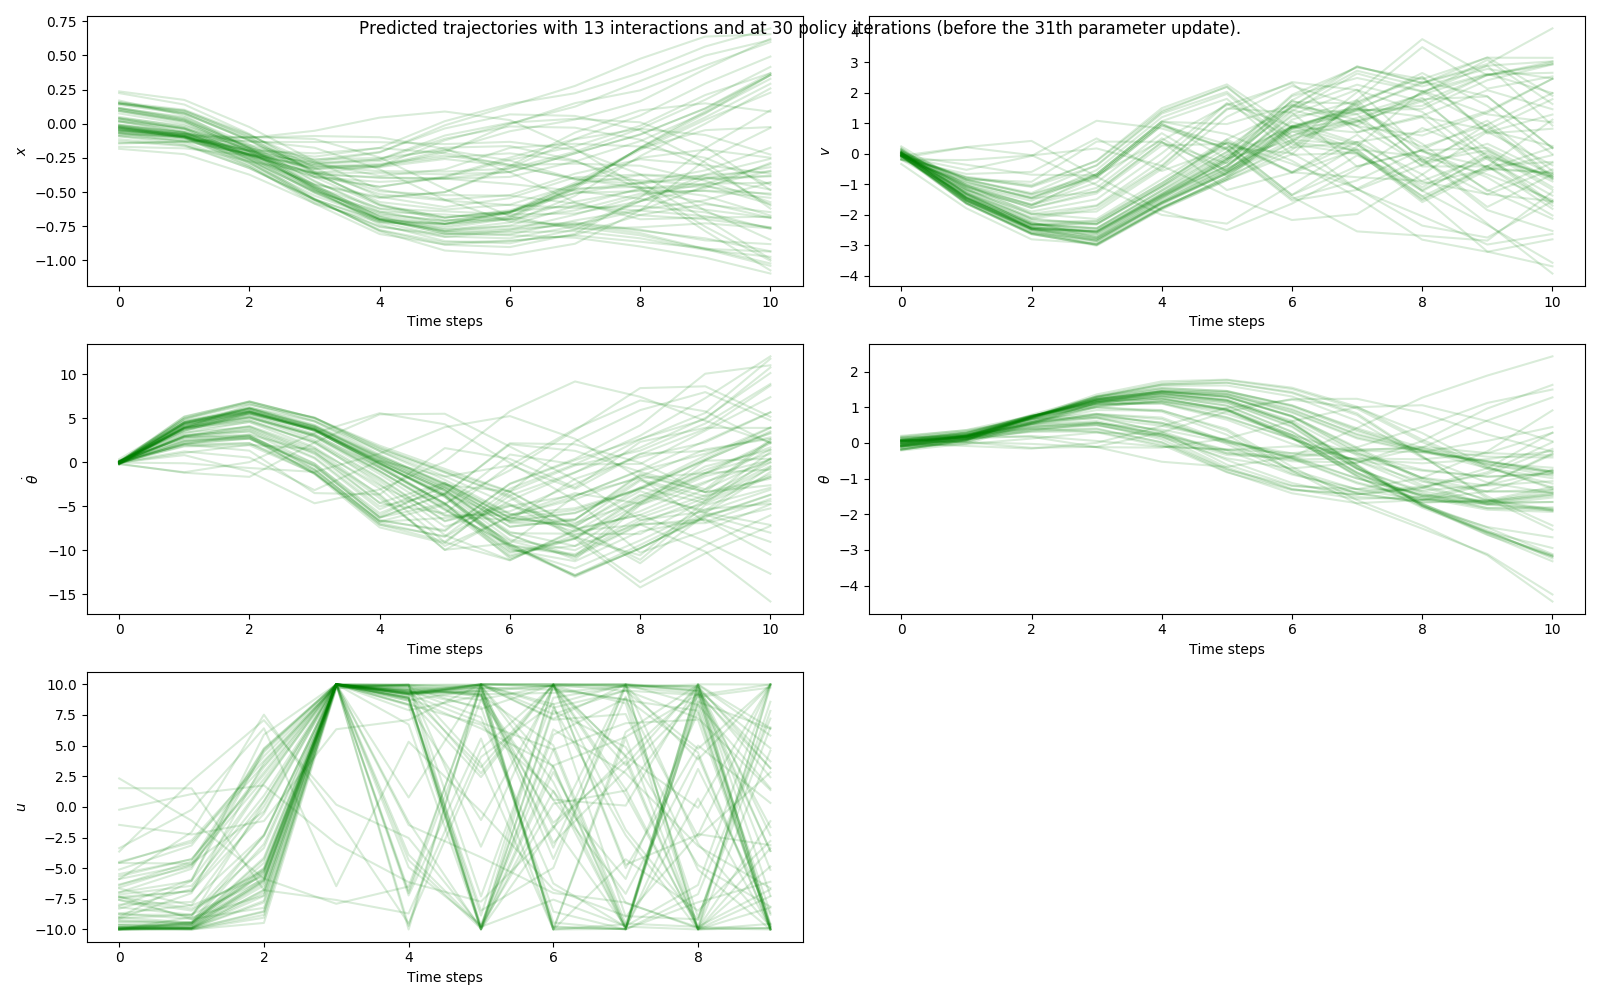 Predicted trajectories with 13 interactions and at 30 policy iterations (before the 31th parameter update).
0.75
0.50
0.25
0.00
−0.25
−0.50
−0.75
−1.00
x
0 2 4 6 8 10
Time steps
4
3
2
1
0
−1
−2
−3
−4
v
0 2 4 6 8 10
Time steps
10
5
0
−5
−10
−15
θ̇
0 2 4 6 8 10
Time steps
2
1
0
−1
−2
−3
−4
θ
0 2 4 6 8 10
Time steps
10.0
7.5
5.0
2.5
0.0
−2.5
−5.0
−7.5
−10.0
u
0 2 4 6 8
Time steps